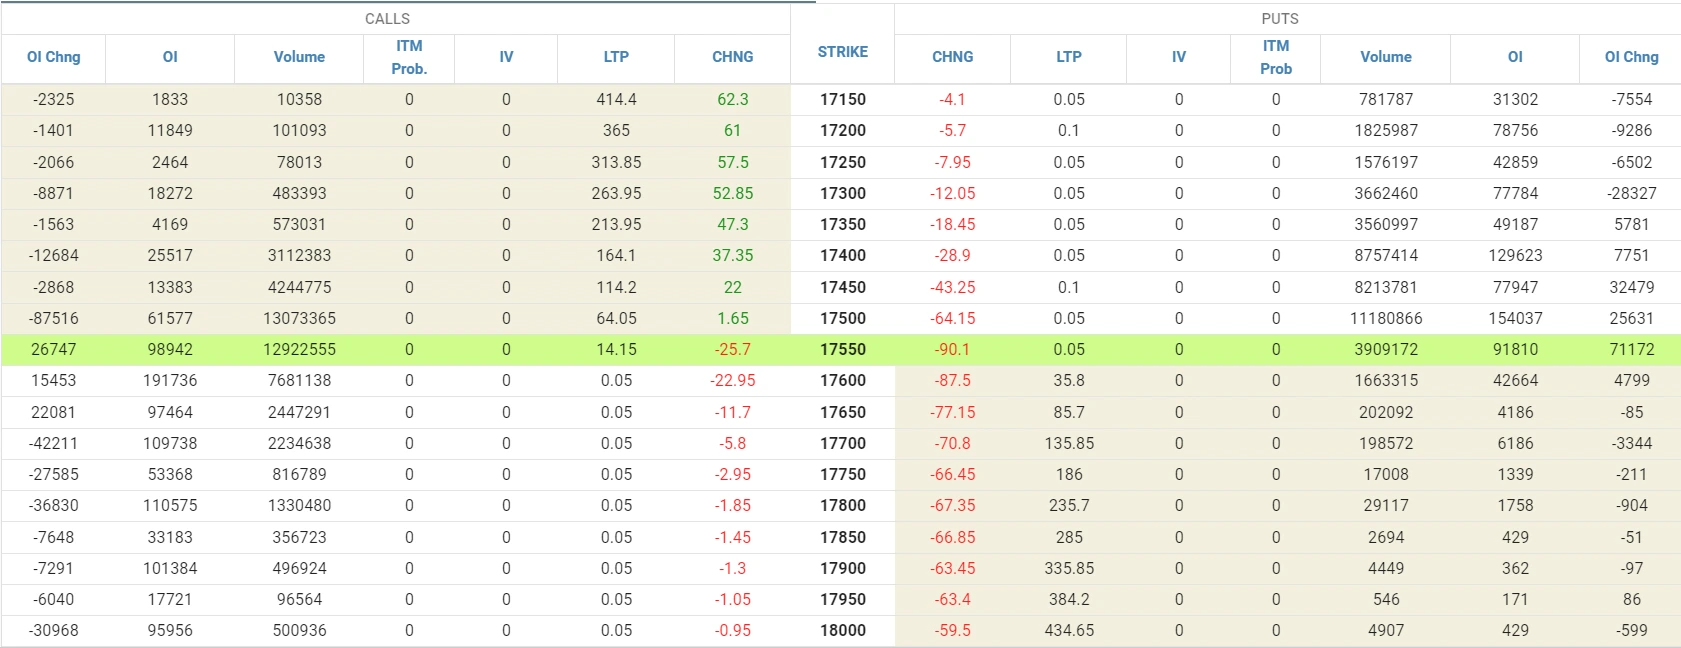 CALLS PUTS
OI Chng OI Volume ITM Prob. IV LTP CHNG STRIKE CHNG LTP IV ITM Prob Volume OI OI Chng
-2325 1833 10358 0 0 414.4 62.3 17150 -4.1 0.05 0 0 781787 31302 -7554
-1401 11849 101093 0 0 365 61 17200 -5.7 0.1 0 0 1825987 78756 -9286
-2066 2464 78013 0 0 313.85 57.5 17250 -7.95 0.05 0 0 1576197 42859 -6502
-8871 18272 483393 0 0 263.95 52.85 17300 -12.05 0.05 0 0 3662460 77784 -28327
-1563 4169 573031 0 0 213.95 47.3 17350 -18.45 0.05 0 0 3560997 49187 5781
-12684 25517 3112383 0 0 164.1 37.35 17400 -28.9 0.05 0 0 8757414 129623 7751
-2868 13383 4244775 0 0 114.2 22 17450 -43.25 0.1 0 0 8213781 77947 32479
-87516 61577 13073365 0 0 64.05 1.65 17500 -64.15 0.05 0 0 11180866 154037 25631
26747 98942 12922555 0 0 14.15 -25.7 17550 -90.1 0.05 0 0 3909172 91810 71172
15453 191736 7681138 0 0 0.05 -22.95 17600 -87.5 35.8 0 0 1663315 42664 4799
22081 97464 2447291 0 0 0.05 -11.7 17650 -77.15 85.7 0 0 202092 4186 -85
-42211 109738 2234638 0 0 0.05 -5.8 17700 -70.8 135.85 0 0 198572 6186 -3344
-27585 53368 816789 0 0 0.05 -2.95 17750 -66.45 186 0 0 17008 1339 -211
-36830 110575 1330480 0 0 0.05 -1.85 17800 -67.35 235.7 0 0 29117 1758 -904
-7648 33183 356723 0 0 0.05 -1.45 17850 -66.85 285 0 0 2694 429 -51
-7291 101384 496924 0 0 0.05 -1.3 17900 -63.45 335.85 0 0 4449 362 -97
-6040 17721 96564 0 0 0.05 -1.05 17950 -63.4 384.2 0 0 546 171 86
-30968 95956 500936 0 0 0.05 -0.95 18000 -59.5 434.65 0 0 4907 429 -599